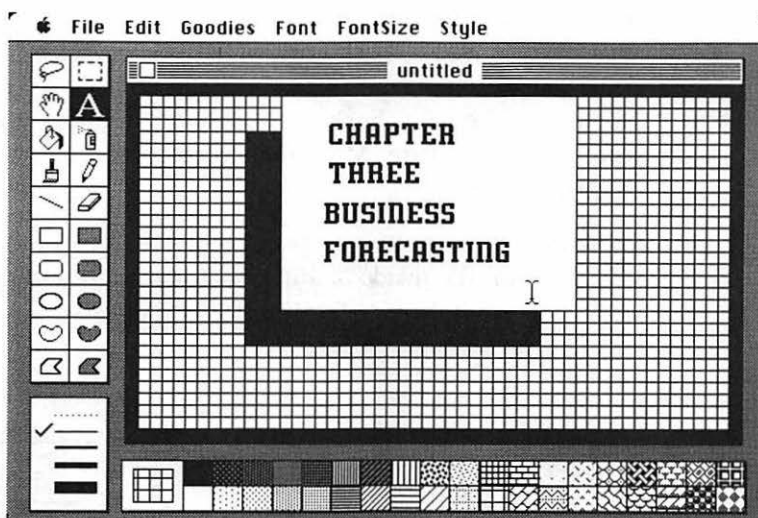 File Edit Goodies Font FontSize Style
untitled
A
CHAPTER
THREE
BUSINESS
FORECASTING